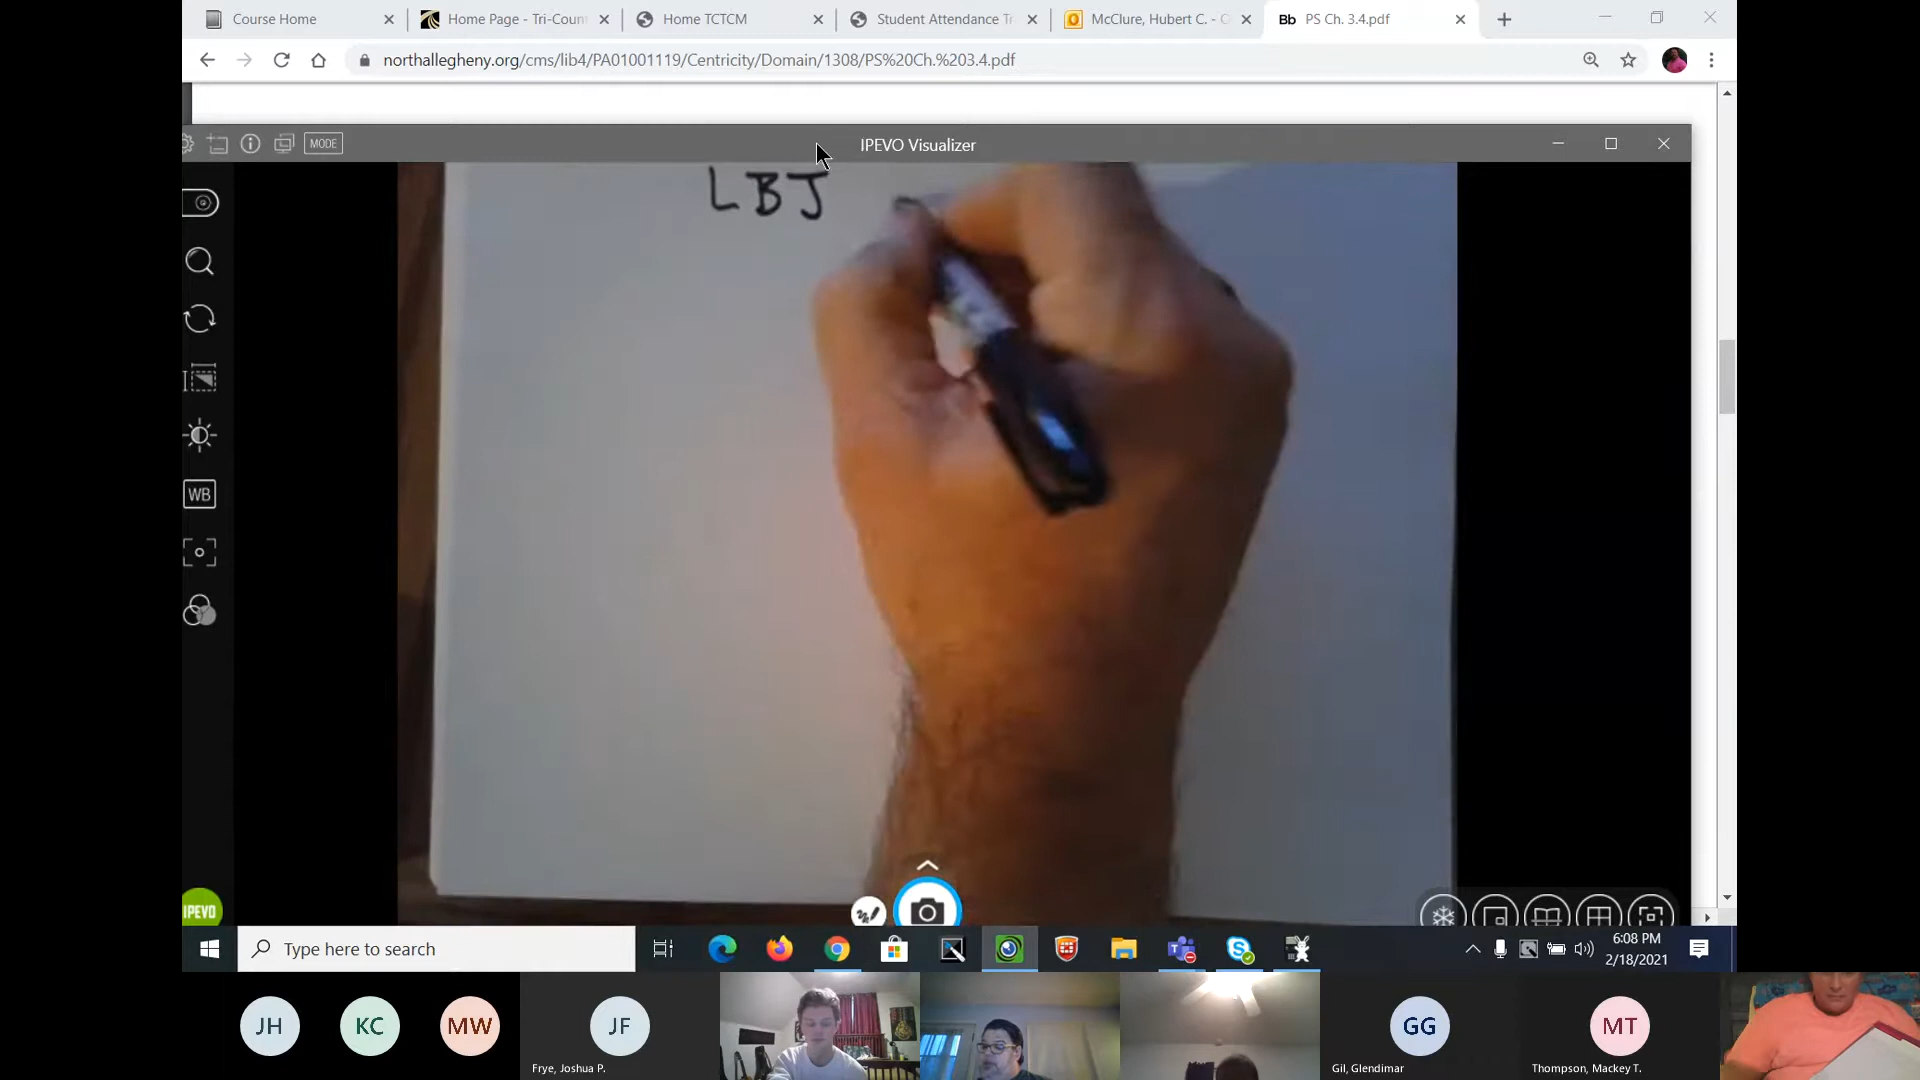 Course Home
Home Page - Tri-Coun
Home TCTCM
Student Attendance Tr
McClure, Hubert C. - O
Bb PS Ch. 3.4.pdf
northallegheny.org/cms/lib4/PA01001119/Centricity/Domain/1308/PS%20Ch.%203.4.pdf
MODE
IPEVO Visualizer
LBJ
WB
IPEVO
Type here to search
6:08 PM
2/18/2021
JH
KC
MW
JF
GG
MT
Frye, Joshua P.
Gil, Glendimar
Thompson, Mackey T.